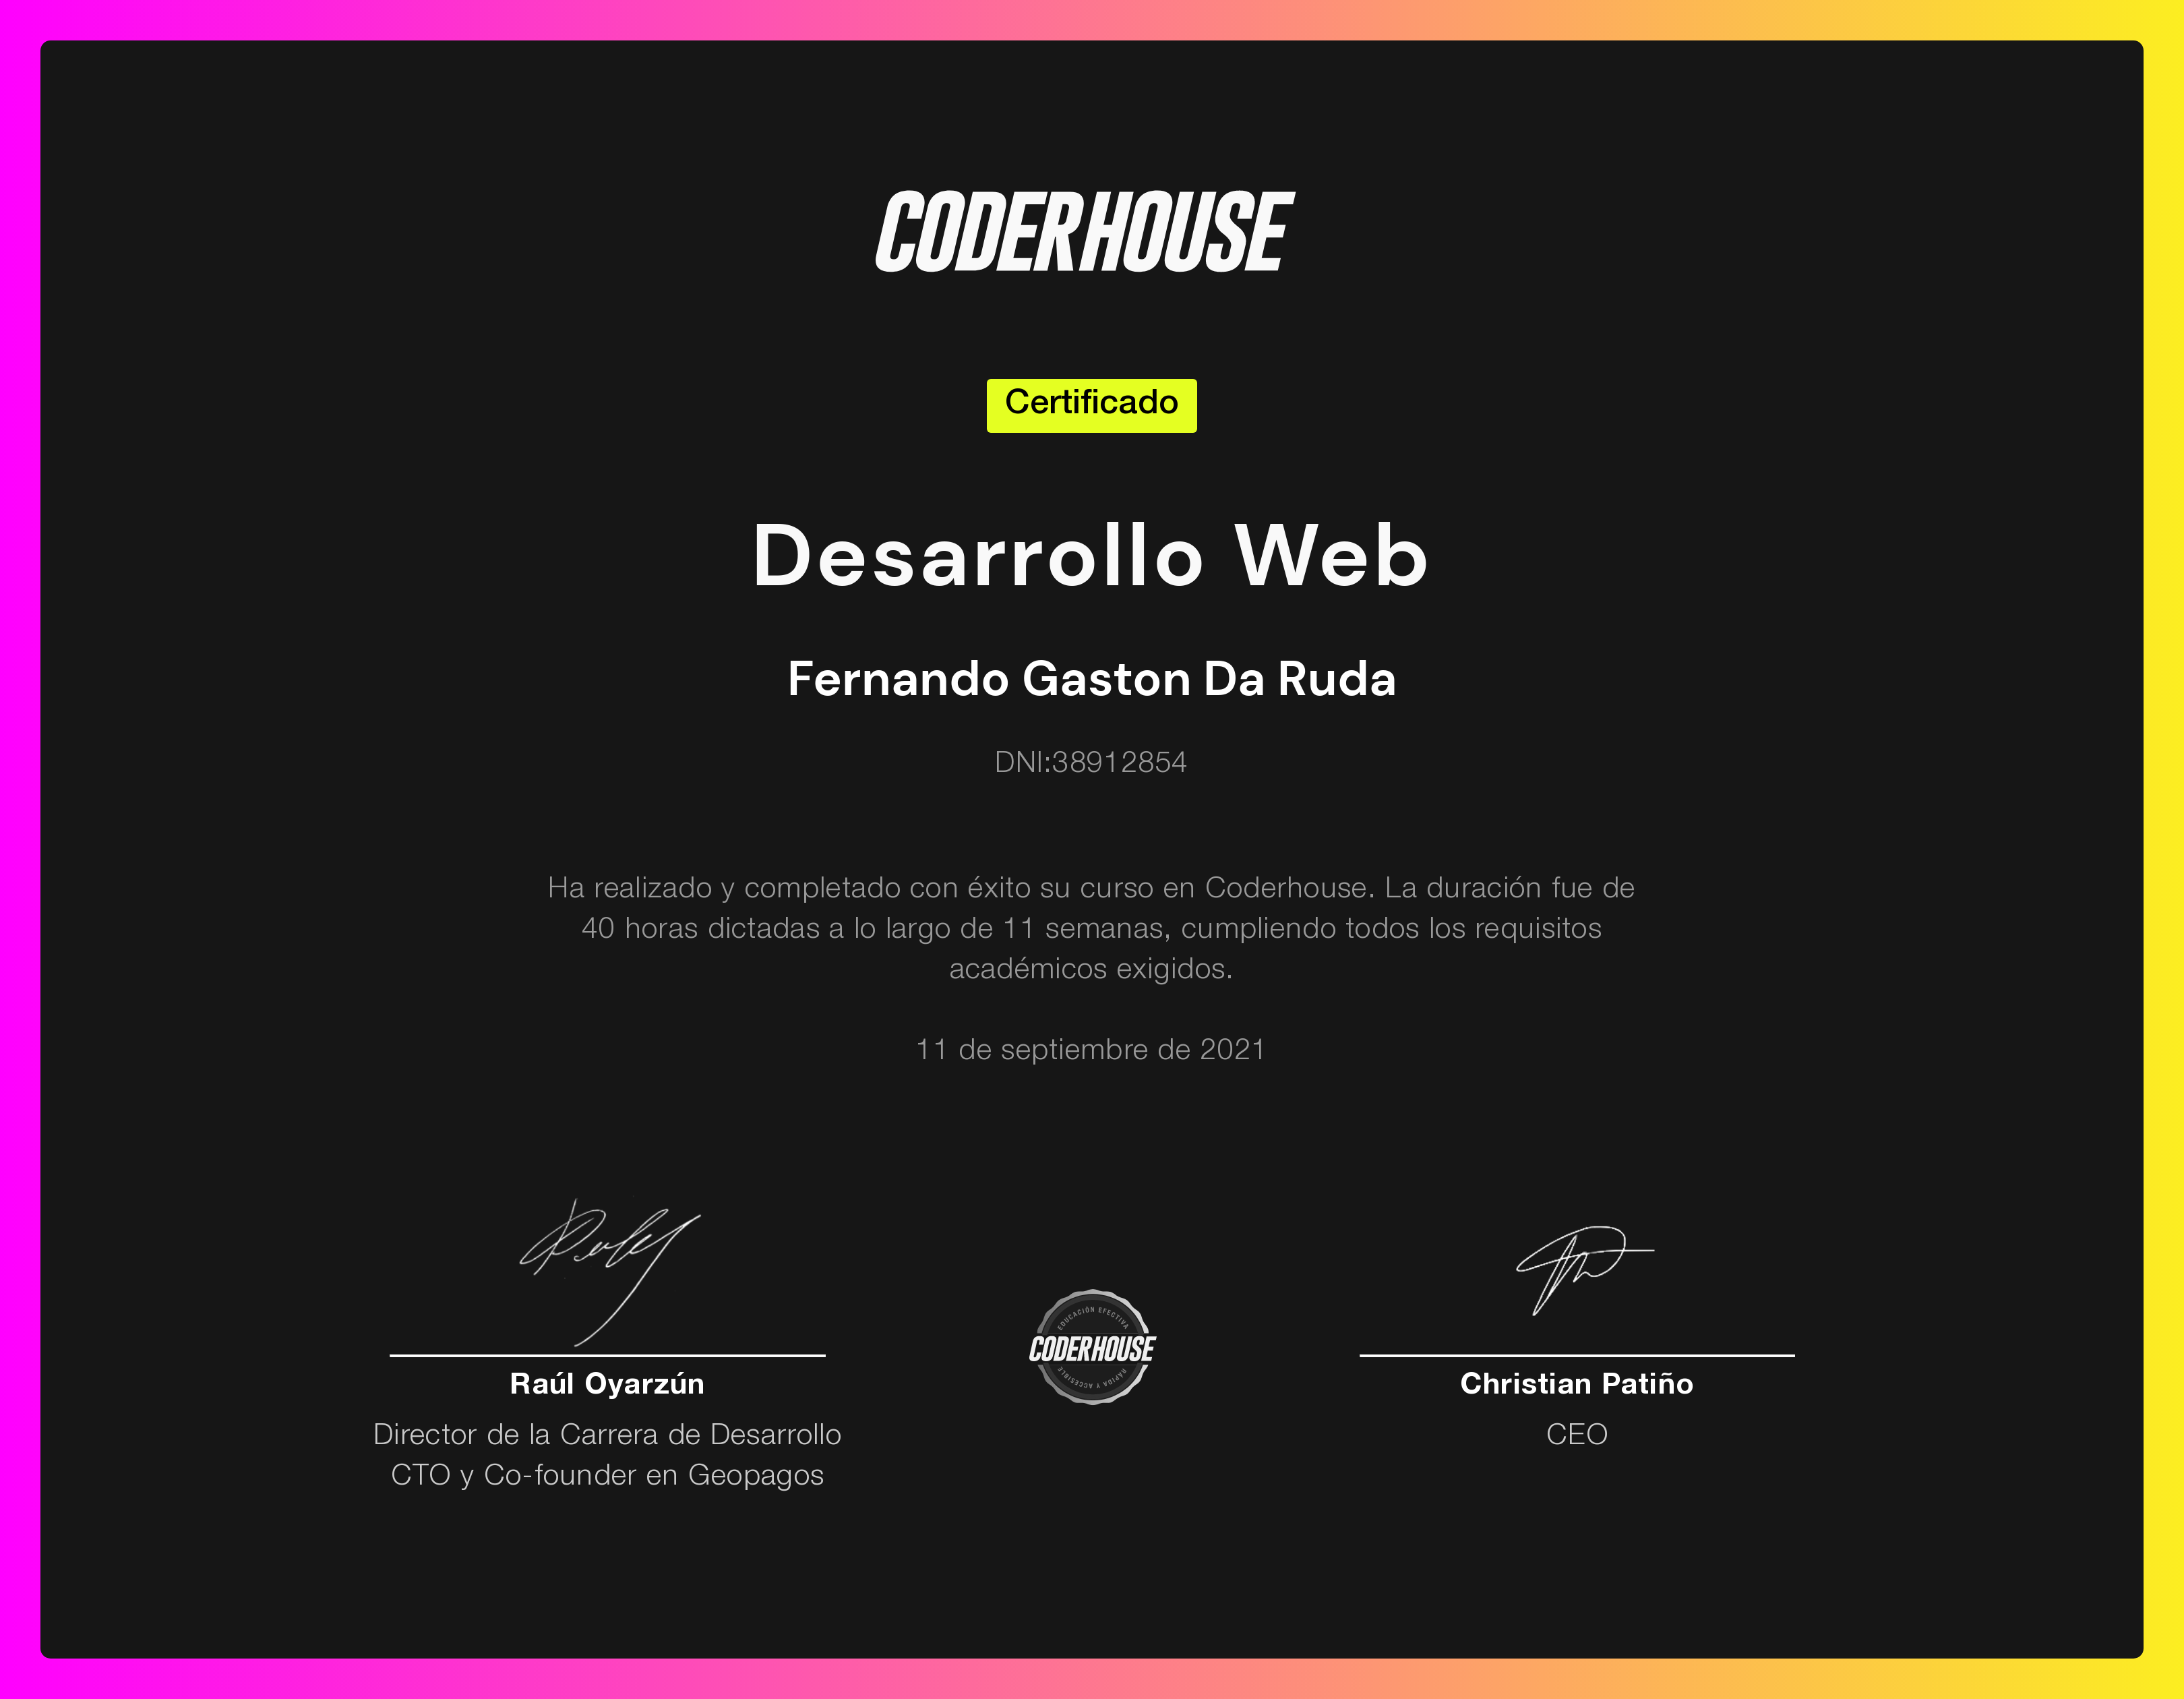 CODERHOUSE
Certificado
Desarrollo Web
Fernando Gaston Da Ruda
DNI:38912854
Ha realizado y completado con éxito su curso en Coderhouse. La duración fue de
40 horas dictadas a lo largo de 11 semanas, cumpliendo todos los requisitos
académicos exigidos.
11 de septiembre de 2021
Raúl Oyarzún
Director de la Carrera de Desarrollo
CTO y Co-founder en Geopagos
EDUCACIÓN EFECTIVA
CODERHOUSE
RÁPIDA Y ACCESIBLE
Christian Patiño
CEO